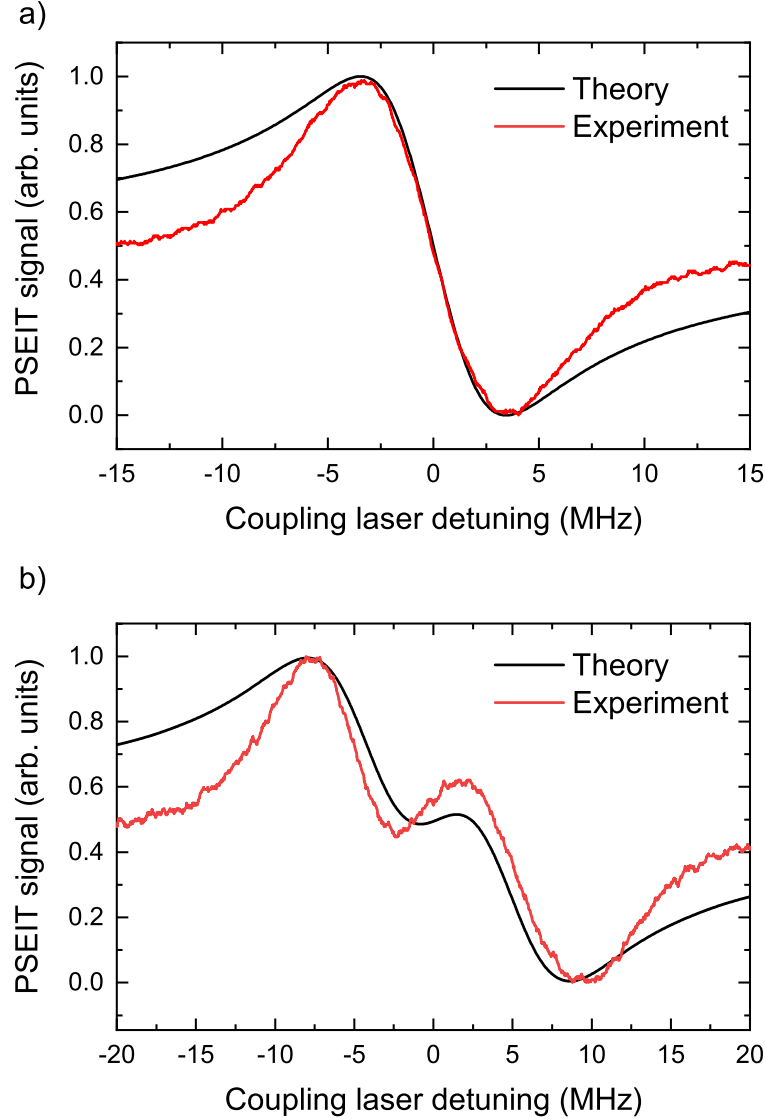 a)
PSEIT signal (arb. units)
1.0
0.8
0.6
0.4
0.2
0.0
Theory
Experiment
-15 -10 -5 0 5 10 15
Coupling laser detuning (MHz)
b)
PSEIT signal (arb. units)
1.0
0.8
0.6
0.4
0.2
0.0
Theory
Experiment
-20 -15 -10 -5 0 5 10 15 20
Coupling laser detuning (MHz)